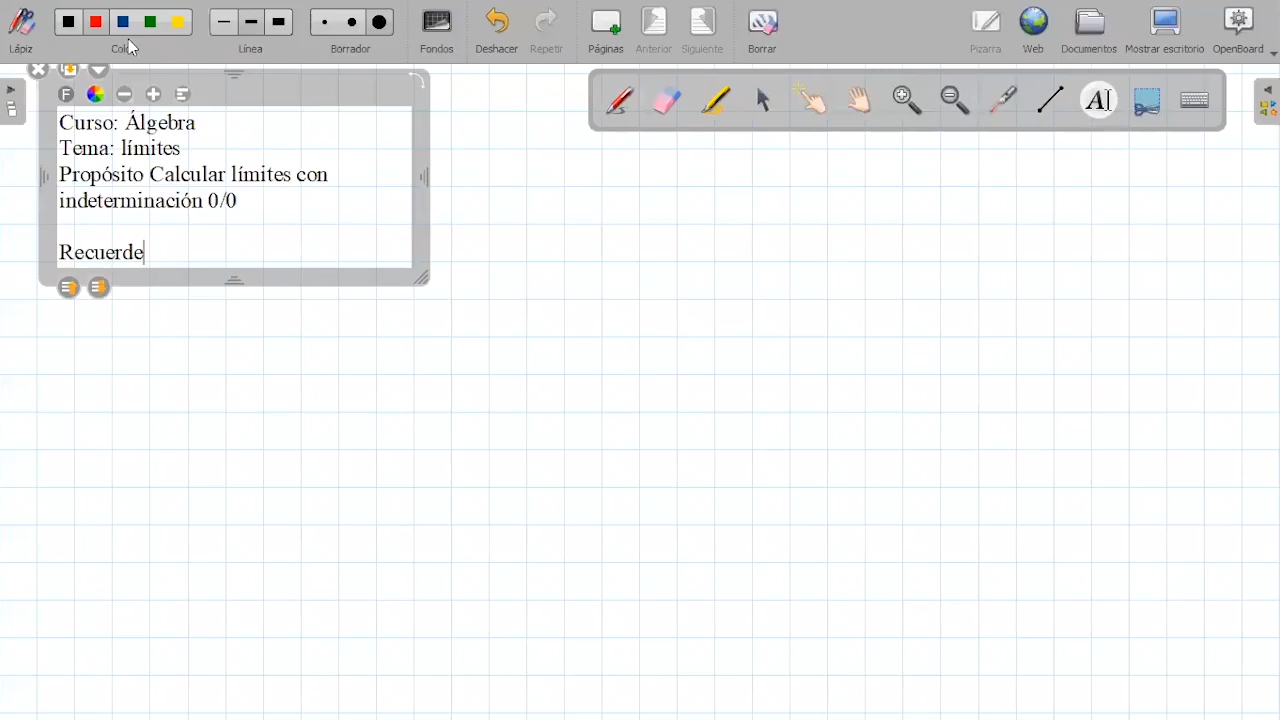 Lápiz
Línea
Borrador
Fondos
Deshacer
Repetir
Páginas
Anterior
Siguiente
Borrar
Pizarra
Web
Documentos
Mostrar escritorio
OpenBoard
F
AI
Curso: Álgebra
Tema: límites
Propósito Calcular límites con
indeterminación 0/0
Recuerde